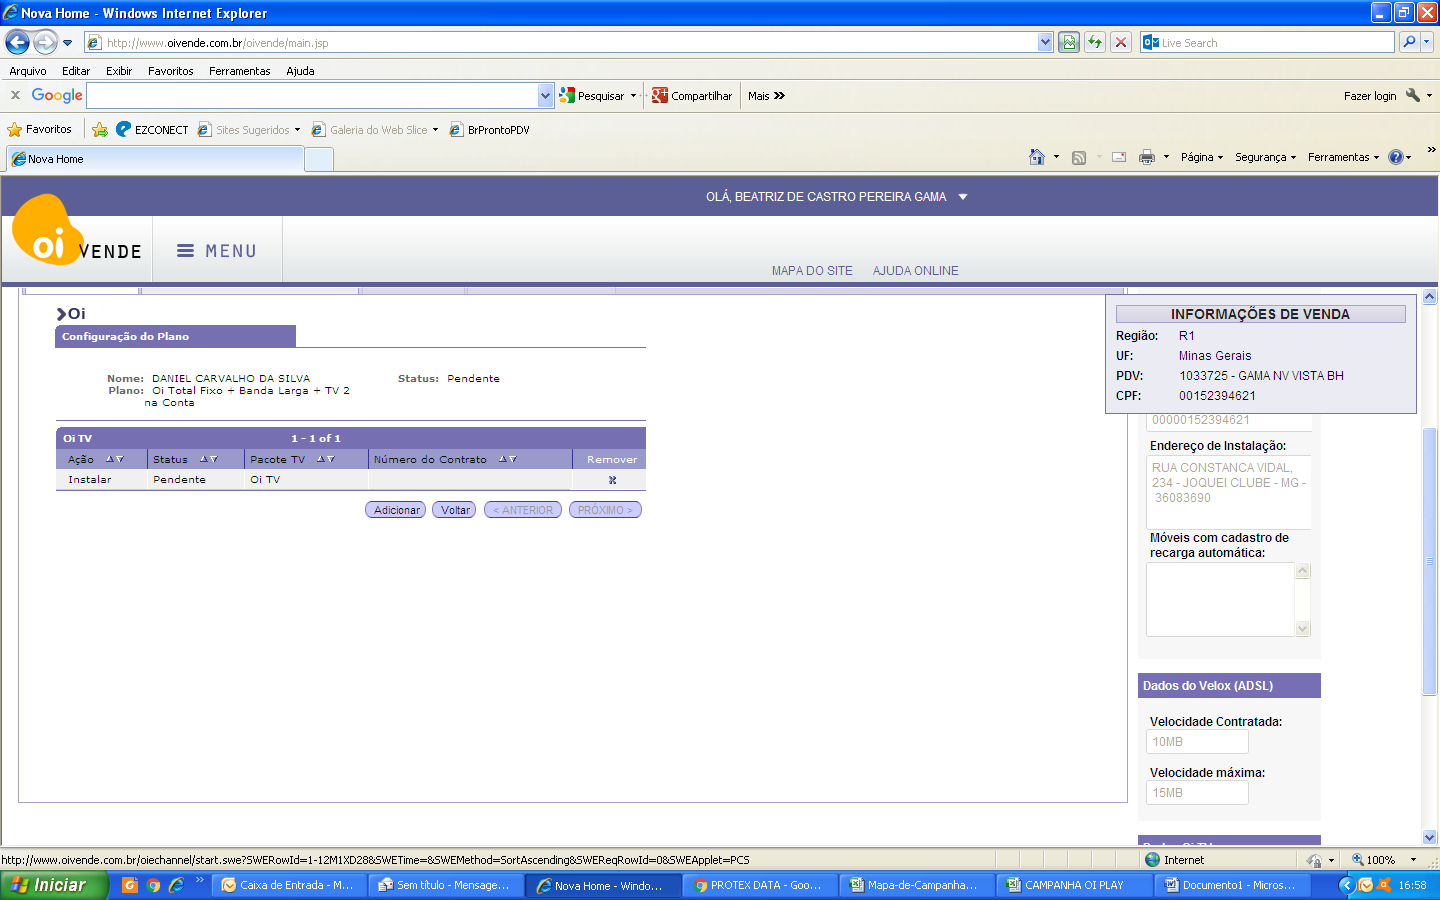 Nova Home - Windows Internet Explorer
http://www.oivende.com.br/oivende/main.jsp
Live Search
Arquivo Editar Exibir Favoritos Ferramentas Ajuda
x Google Pesquisar Compartilhar Mais >> Fazer login
Favoritos EZCONECT Sites Sugeridos Galeria do Web Slice BrProntoPDV
Nova Home
Página Segurança Ferramentas
OLÁ, BEATRIZ DE CASTRO PEREIRA GAMA
oi VENDE
MENU
MAPA DO SITE AJUDA ONLINE
Oi
Configuração do Plano
Nome: DANIEL CARVALHO DA SILVA Status: Pendente
Plano: Oi Total Fixo + Banda Larga + TV 2
na Conta
Oi TV 1 - 1 of 1
Ação Status Pacote TV Número do Contrato Remover
Instalar Pendente Oi TV
Adicionar Voltar < ANTERIOR PRÓXIMO >
INFORMAÇÕES DE VENDA
Região: R1
UF: Minas Gerais
PDV: 1033725 - GAMA NV VISTA BH
CPF: 00152394621
00000152394621
Endereço de Instalação:
RUA CONSTANCA VIDAL,
234 - JOQUEI CLUBE - MG -
36083690
Móveis com cadastro de
recarga automática:
Dados do Velox (ADSL)
Velocidade Contratada:
10MB
Velocidade máxima:
15MB
http://www.oivende.com.br/oiechannel/start.swe?SWERowId=1-12M1XD28&SWETime=&SWEMethod=SortAscending&SWEReqRowId=0&SWEApplet=PCS
Internet 100%
Iniciar Caixa de Entrada - M... Sem título - Mensage... Nova Home - Windo... PROTEX DATA - Goo... Mapa-de-Campanha... CAMPANHA OI PLAY Documento1 - Micros... 16:58